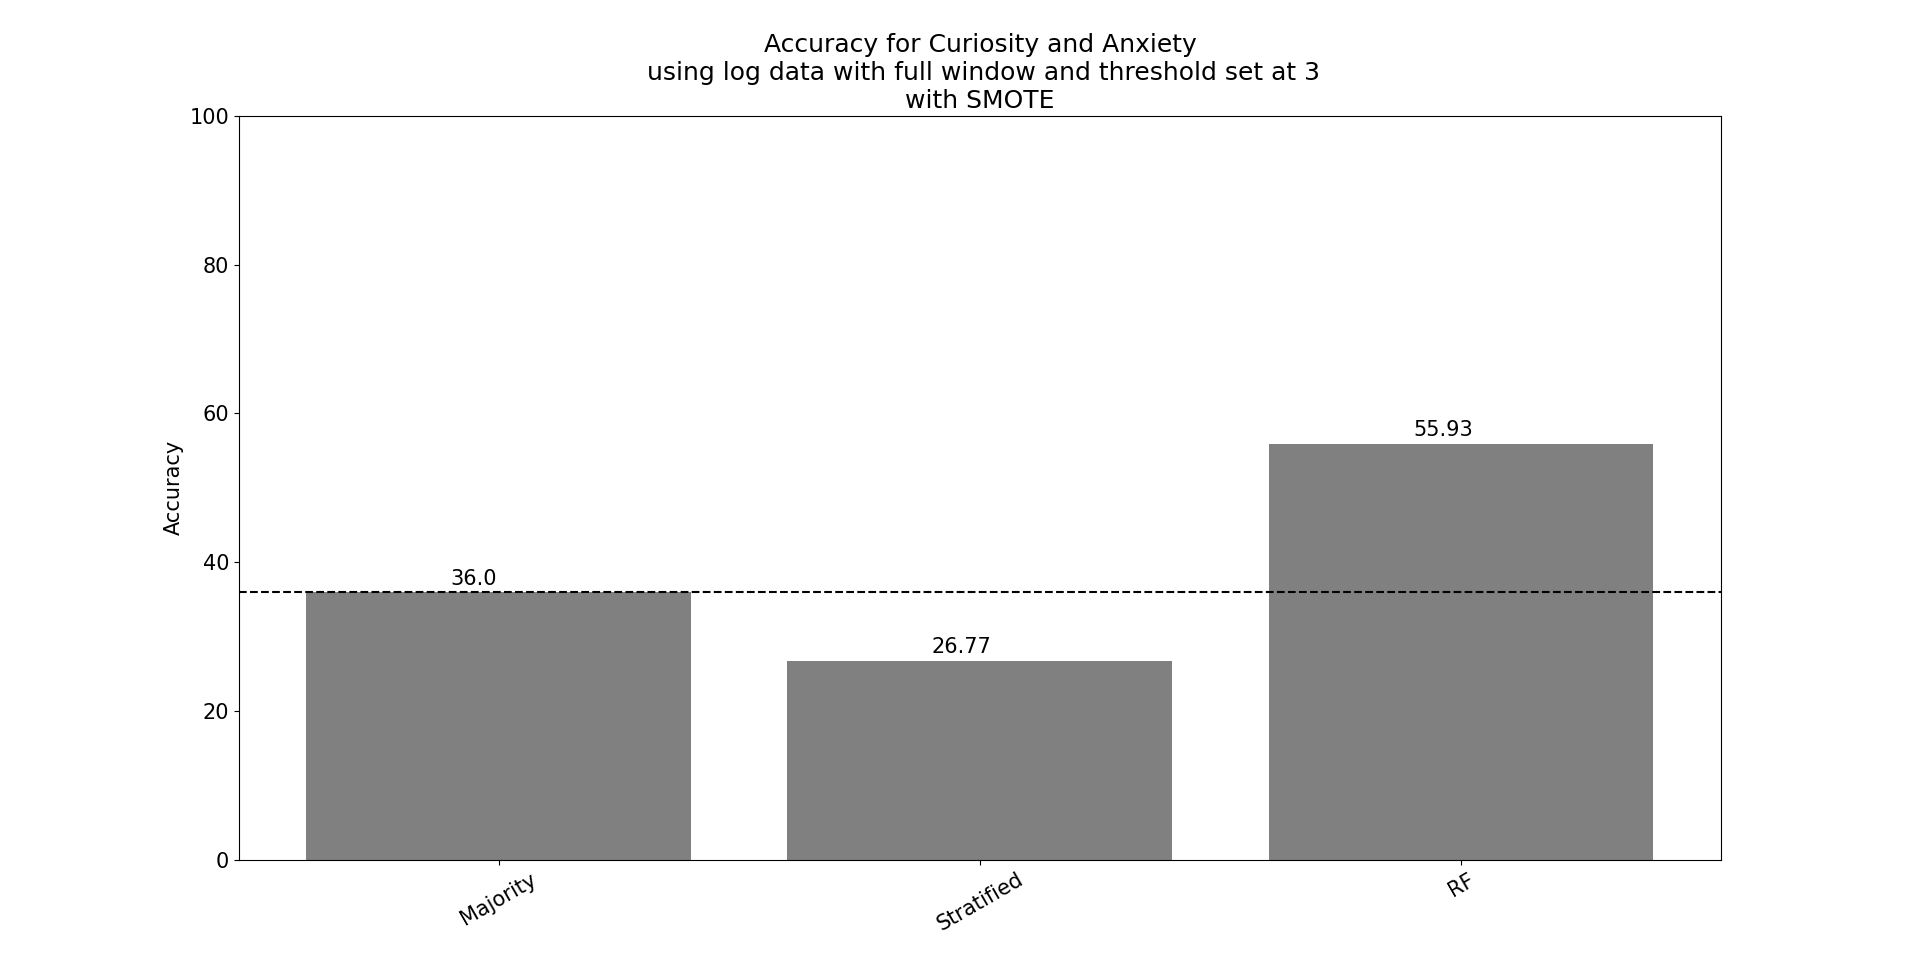 Accuracy for Curiosity and Anxiety
using log data with full window and threshold set at 3
with SMOTE
100
80
60
40
20
0
Accuracy
36.0
26.77
55.93
Majority
Stratified
RF